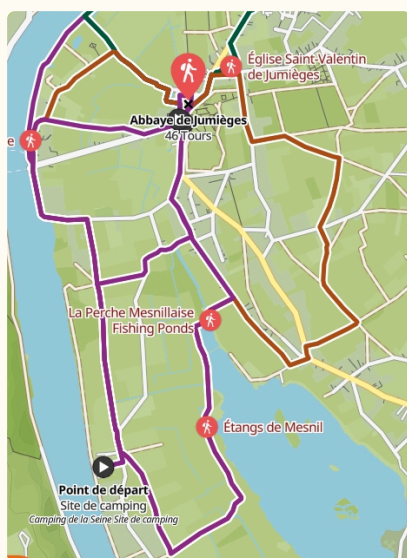 Église Saint-Valentin
de Jumièges
Abbaye de Jumièges
46 Tours
e
La Perche Mesnillaise
Fishing Ponds
Étangs de Mesnil
Point de départ
Site de camping
Camping de la Seine Site de camping